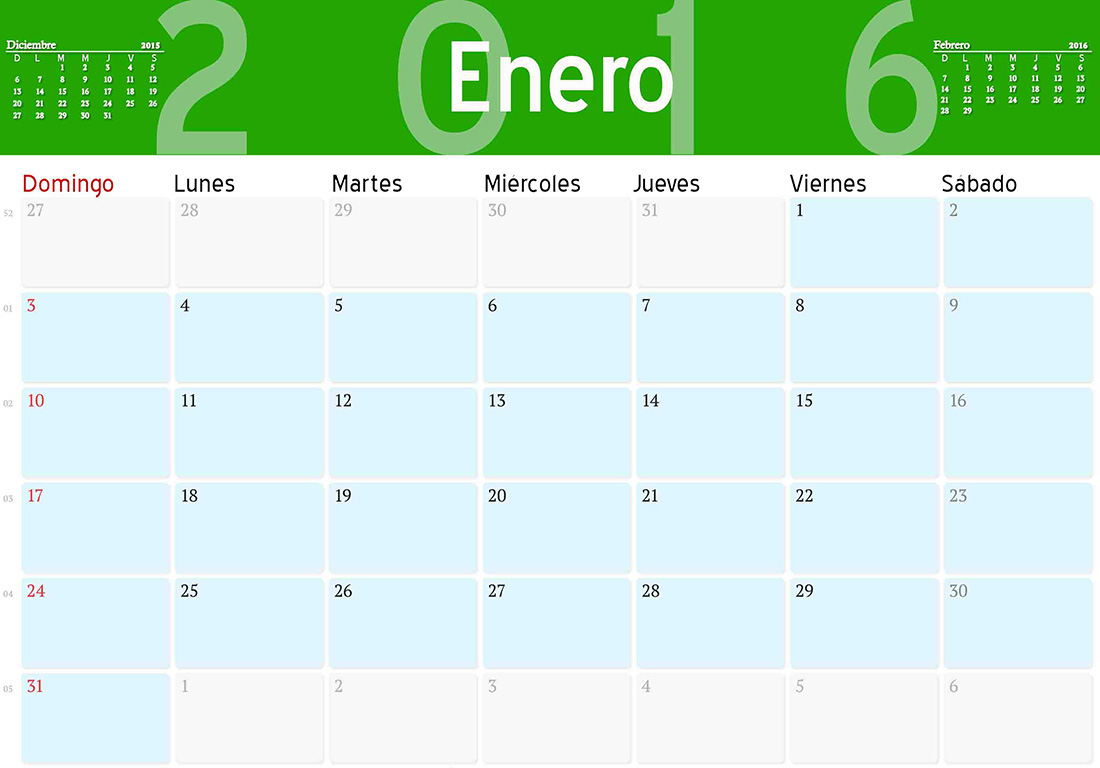 2 0 1 6
Enero
Diciembre 2015
D L M M J V S
1 2 3 4 5
6 7 8 9 10 11 12
13 14 15 16 17 18 19
20 21 22 23 24 25 26
27 28 29 30 31
Febrero 2016
D L M M J V S
1 2 3 4 5 6
7 8 9 10 11 12 13
14 15 16 17 18 19 20
21 22 23 24 25 26 27
28 29
Domingo Lunes Martes Miércoles Jueves Viernes Sábado
52 27 28 29 30 31 1 2
01 3 4 5 6 7 8 9
02 10 11 12 13 14 15 16
03 17 18 19 20 21 22 23
04 24 25 26 27 28 29 30
05 31 1 2 3 4 5 6